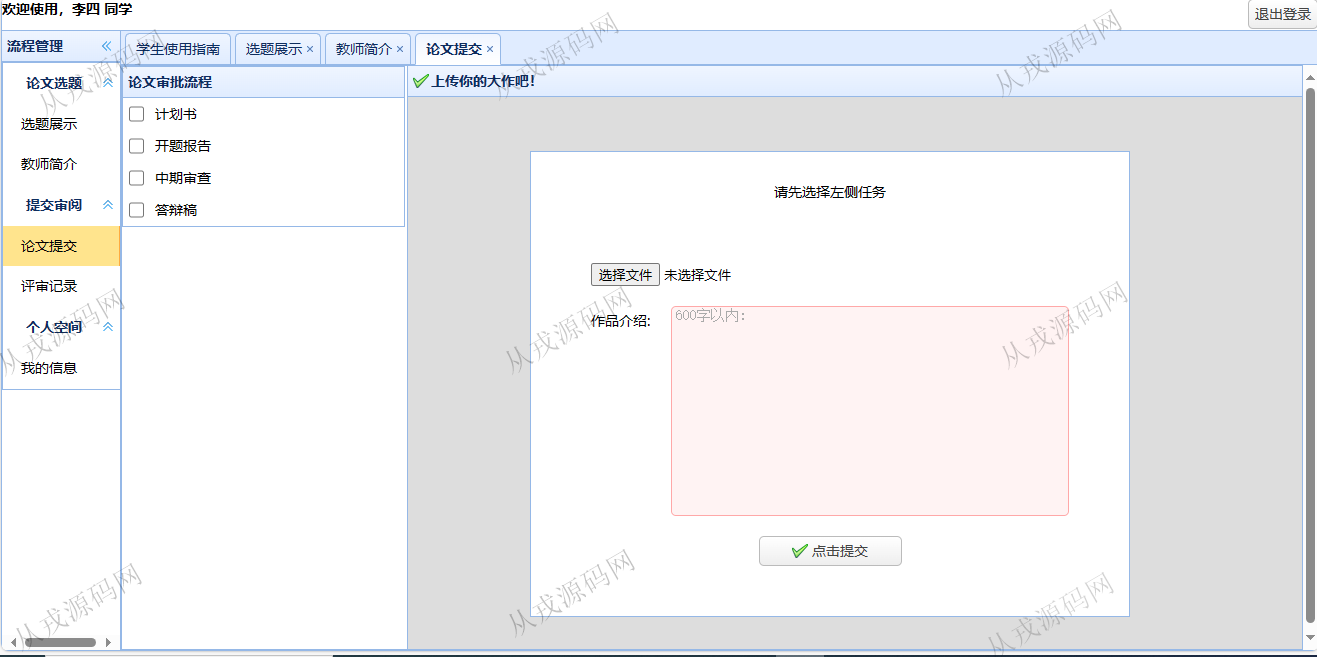 欢迎使用，李四 同学
退出登录
流程管理
学生使用指南
选题展示
教师简介
论文提交
论文选题
选题展示
教师简介
提交审阅
论文提交
评审记录
个人空间
我的信息
论文审批流程
计划书
开题报告
中期审查
答辩稿
上传你的大作吧！
请先选择左侧任务
选择文件 未选择文件
作品介绍:
600字以内：
点击提交
从戎源码网
从戎源码网
从戎源码网
从戎源码网
从戎源码网
从戎源码网
从戎源码网
从戎源码网
从戎源码网